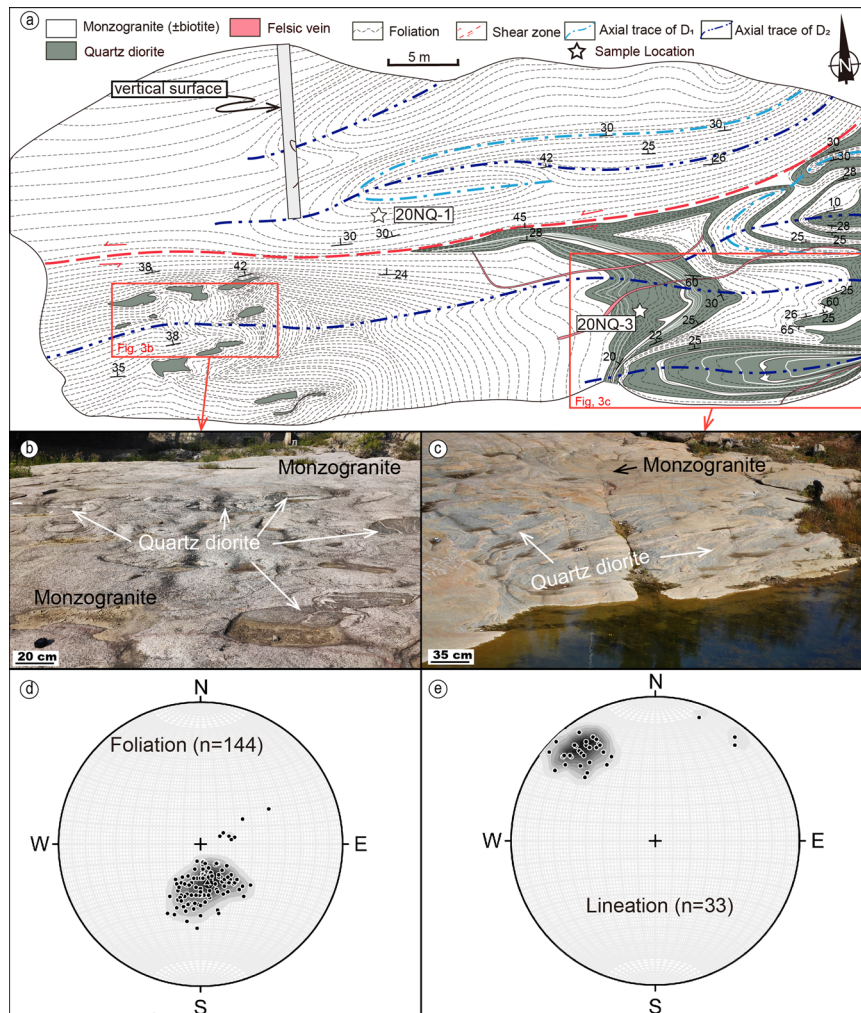 a
Monzogranite (±biotite)
Felsic vein
Foliation
Shear zone
Axial trace of D₁
Axial trace of D₂
Quartz diorite
5 m
Sample Location
N
vertical surface
30
30
30
30
42
25
26
28
20NQ-1
10
45
28
28
30
30
25
25
38
42
24
60
25
30
60
20NQ-3
26
25
38
22
25
65
Fig. 3b
25
35
20
Fig. 3c
b
Monzogranite
Quartz diorite
Monzogranite
20 cm
c
Monzogranite
Quartz diorite
35 cm
d
N
Foliation (n=144)
W
E
S
e
N
W
E
Lineation (n=33)
S